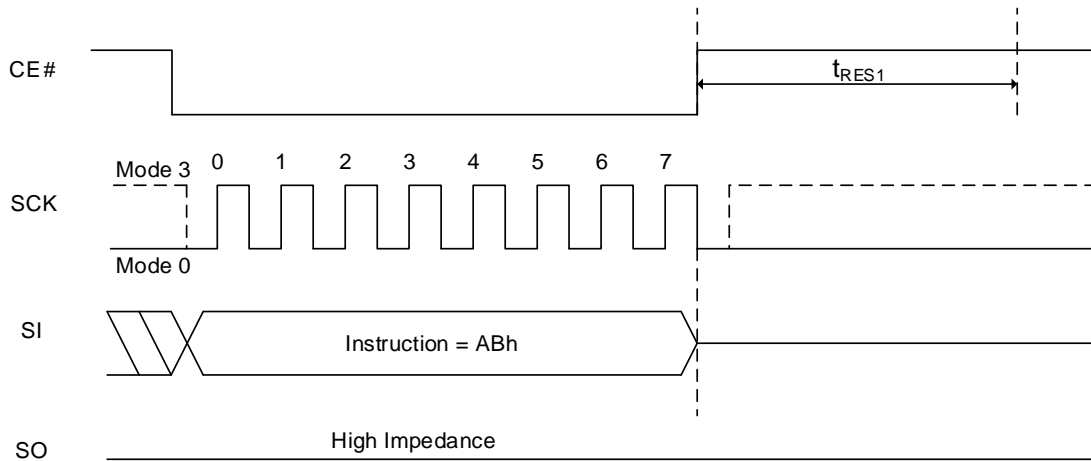 CE#
tRES1
Mode 3
0 1 2 3 4 5 6 7
SCK
Mode 0
SI
Instruction = ABh
High Impedance
SO